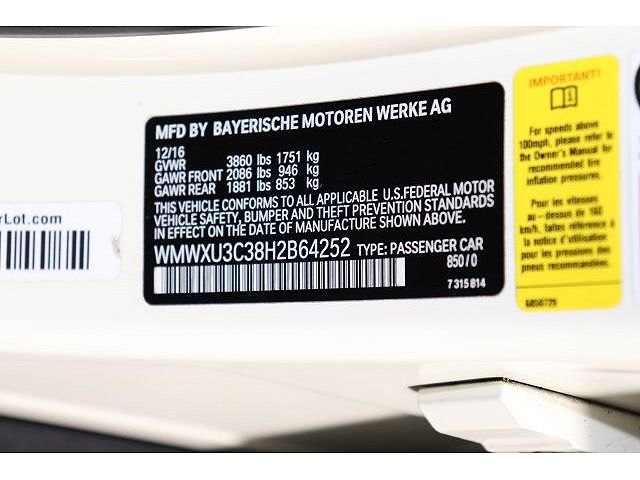 MFD BY BAYERISCHE MOTOREN WERKE AG
12/16
GVWR 3860 lbs 1751 kg
GAWR FRONT 2086 lbs 946 kg
GAWR REAR 1881 lbs 853 kg
THIS VEHICLE CONFORMS TO ALL APPLICABLE U.S.FEDERAL MOTOR
VEHICLE SAFETY, BUMPER AND THEFT PREVENTION STANDARDS
IN EFFECT ON THE DATE OF MANUFACTURE SHOWN ABOVE.
WMWXU3C38H2B64252 TYPE: PASSENGER CAR
850/0
7 315 814
rLot.com
IMPORTANT!
For speeds above
100mph, please refer to
the Owner's Manual for
recommended tire
inflation pressures.
Pour les vitesses
au - dessus de 160
km/h, faites référence à
la notice d'utilisation
pour les pressions de
pneus recommandées.